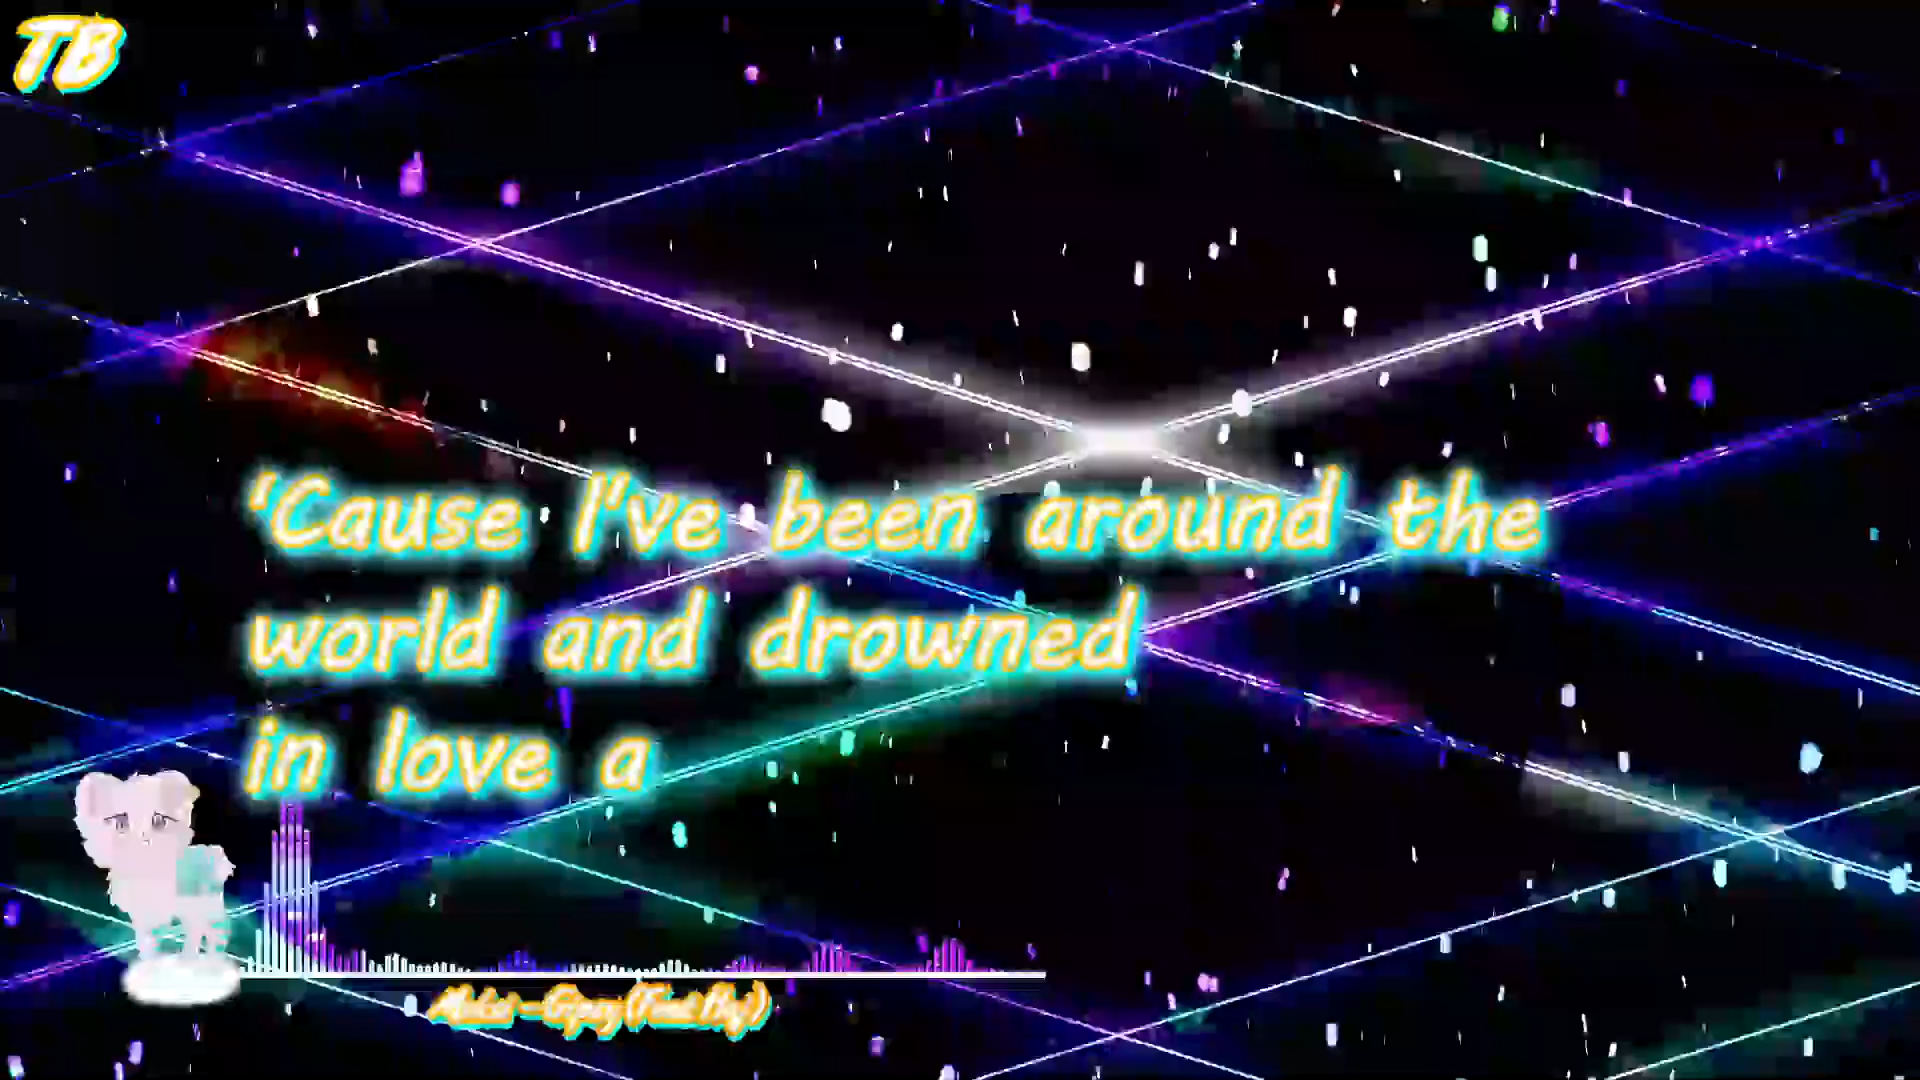 TB
'Cause I've been around the
world and drowned
in love a